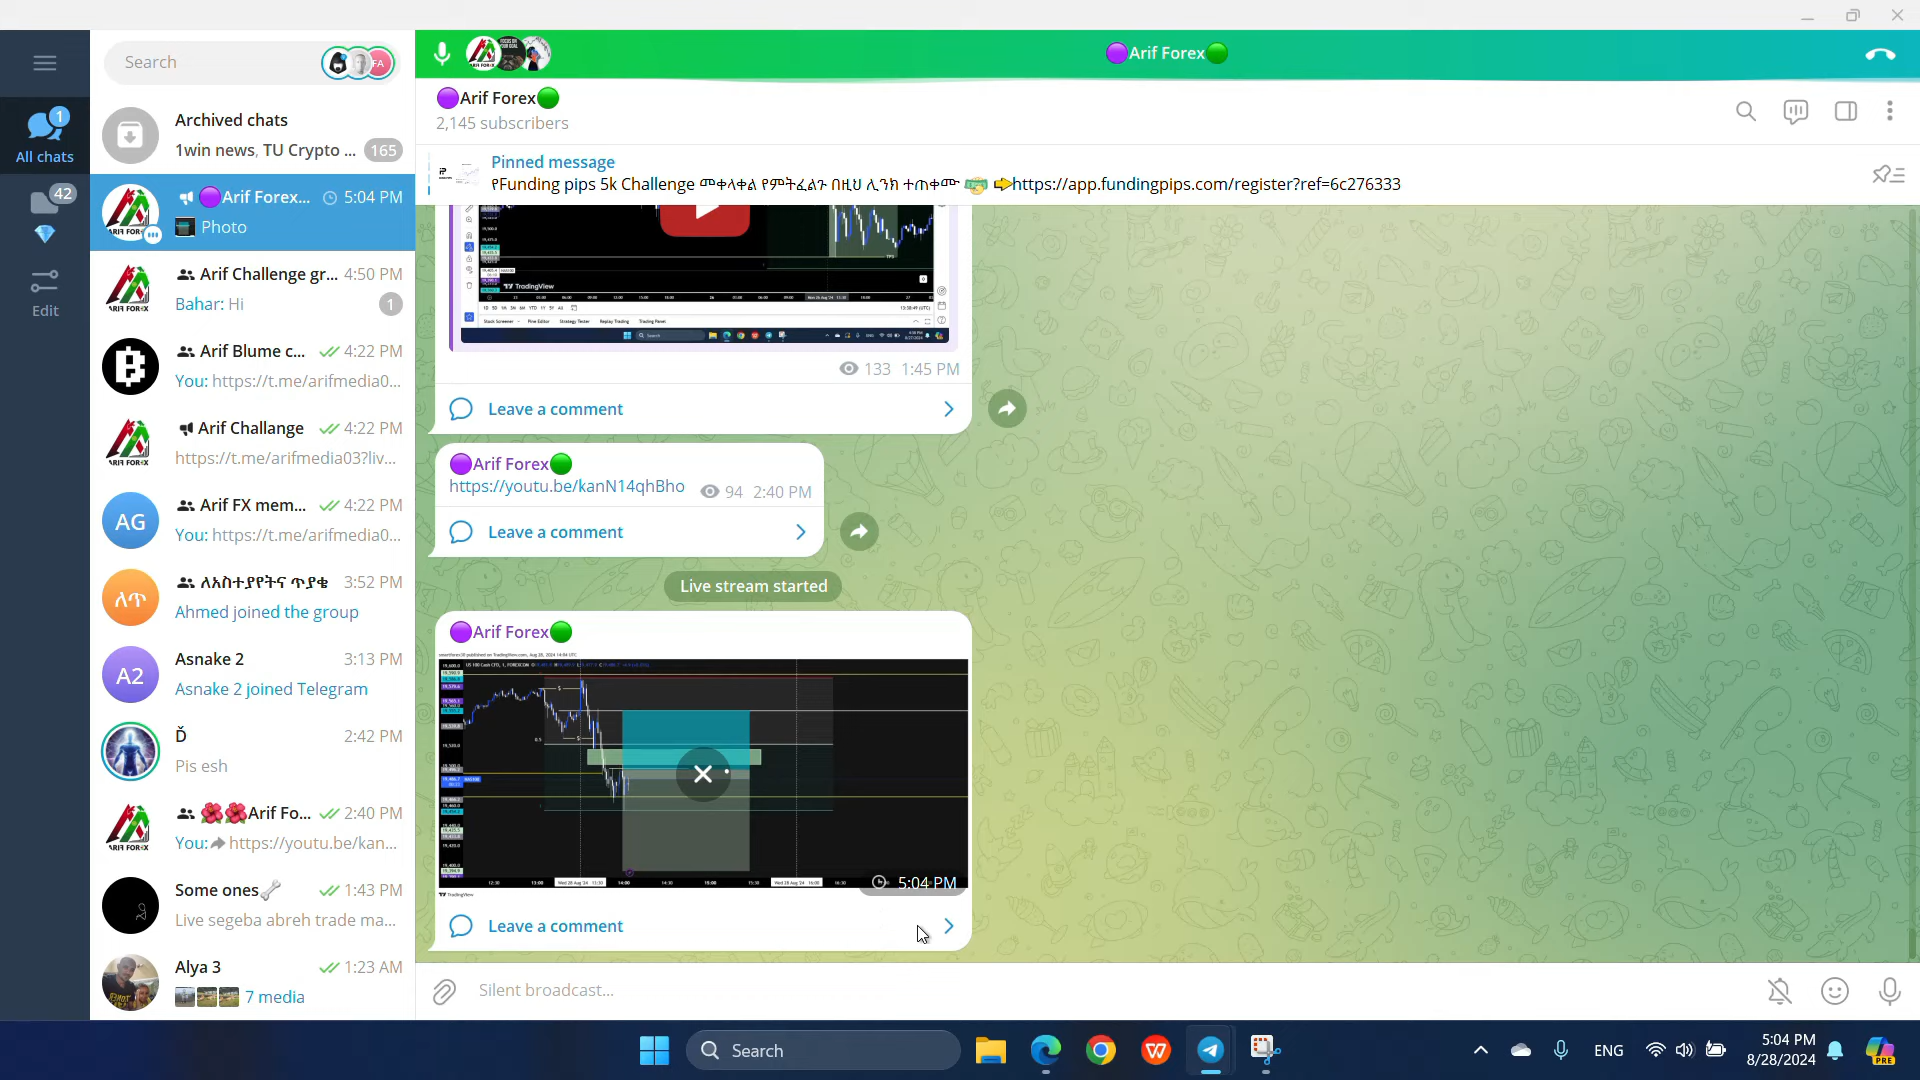 Search
FA
🟣Arif Forex🟢
1
All chats
42
Edit
Archived chats
1win news, TU Crypto ... 165
🟣Arif Forex... 5:04 PM
Photo
Arif Challenge gr... 4:50 PM
Bahar: Hi 1
Arif Blume c... 4:22 PM
You: https://t.me/arifmedia0...
Arif Challange 4:22 PM
https://t.me/arifmedia03?liv...
AG
Arif FX mem... 4:22 PM
You: https://t.me/arifmedia0...
ለጥ
ለአስተያየትና ጥያቄ 3:52 PM
Ahmed joined the group
A2
Asnake 2 3:13 PM
Asnake 2 joined Telegram
Ď 2:42 PM
Pis esh
🌺🌺Arif Fo... 2:40 PM
You: https://youtu.be/kan...
Some ones🦴 1:43 PM
Live segeba abreh trade ma...
Alya 3 1:23 AM
7 media
🟣Arif Forex🟢
2,145 subscribers
Pinned message
የFunding pips 5k Challenge መቀላቀል የምትፈልጉ በዚህ ሊንክ ተጠቀሙ 💸 👉https://app.fundingpips.com/register?ref=6c276333
TradingView
133 1:45 PM
Leave a comment
🟣Arif Forex🟢
https://youtu.be/kanN14qhBho 94 2:40 PM
Leave a comment
Live stream started
🟣Arif Forex🟢
5:04 PM
TradingView
Leave a comment
Silent broadcast...
Search
ENG
5:04 PM
8/28/2024
PRE